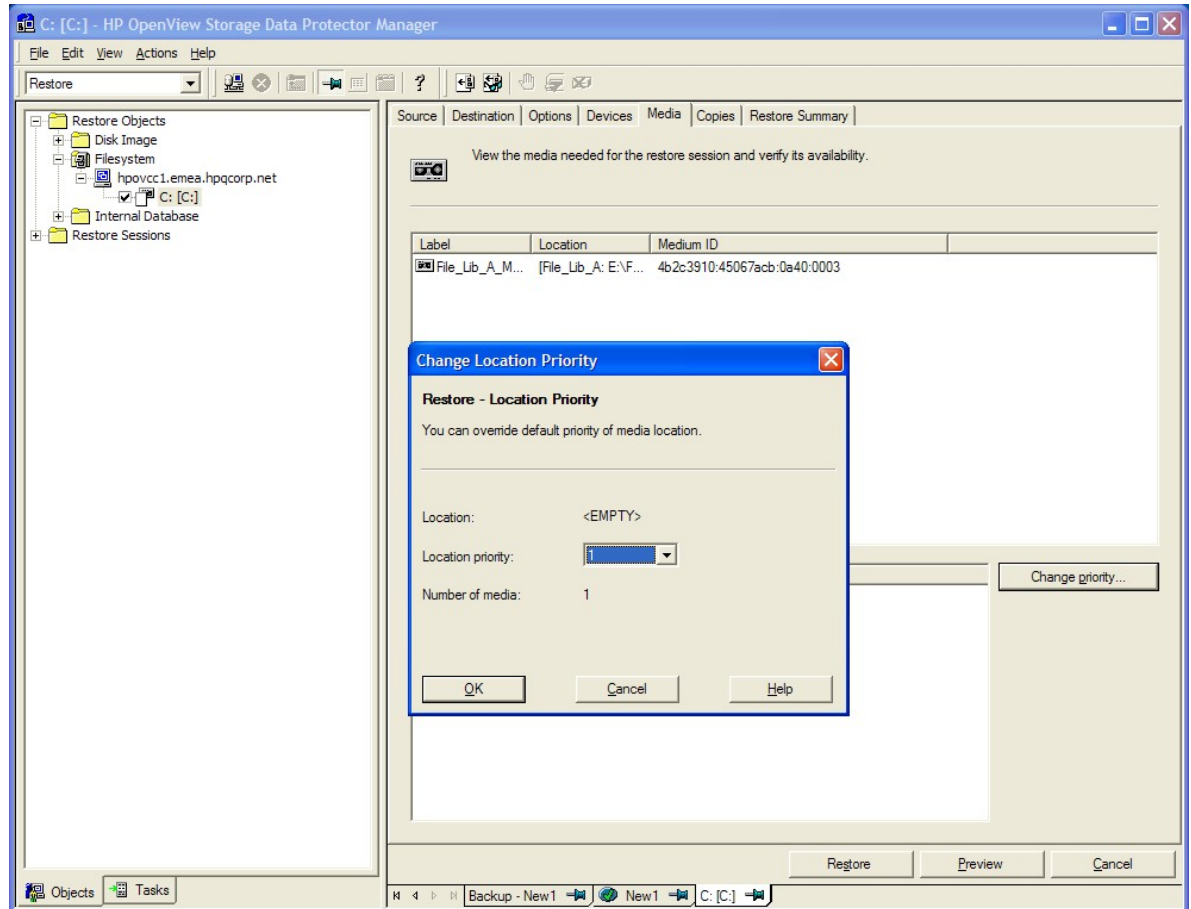 C: [C:] - HP OpenView Storage Data Protector Manager
File Edit View Actions Help
Restore
Restore Objects
Disk Image
Filesystem
hpovcc1.emea.hpqcorp.net
C: [C:]
Internal Database
Restore Sessions
Source Destination Options Devices Media Copies Restore Summary
View the media needed for the restore session and verify its availability.
Label Location Medium ID
File_Lib_A_M... [File_Lib_A: E:\F... 4b2c3910:45067acb:0a40:0003
Change Location Priority
Restore - Location Priority
You can override default priority of media location.
Location: <EMPTY>
Location priority: 1
Number of media: 1
OK Cancel Help
Change priority...
Restore Preview Cancel
Objects Tasks
Backup - New1 New1 C: [C:]